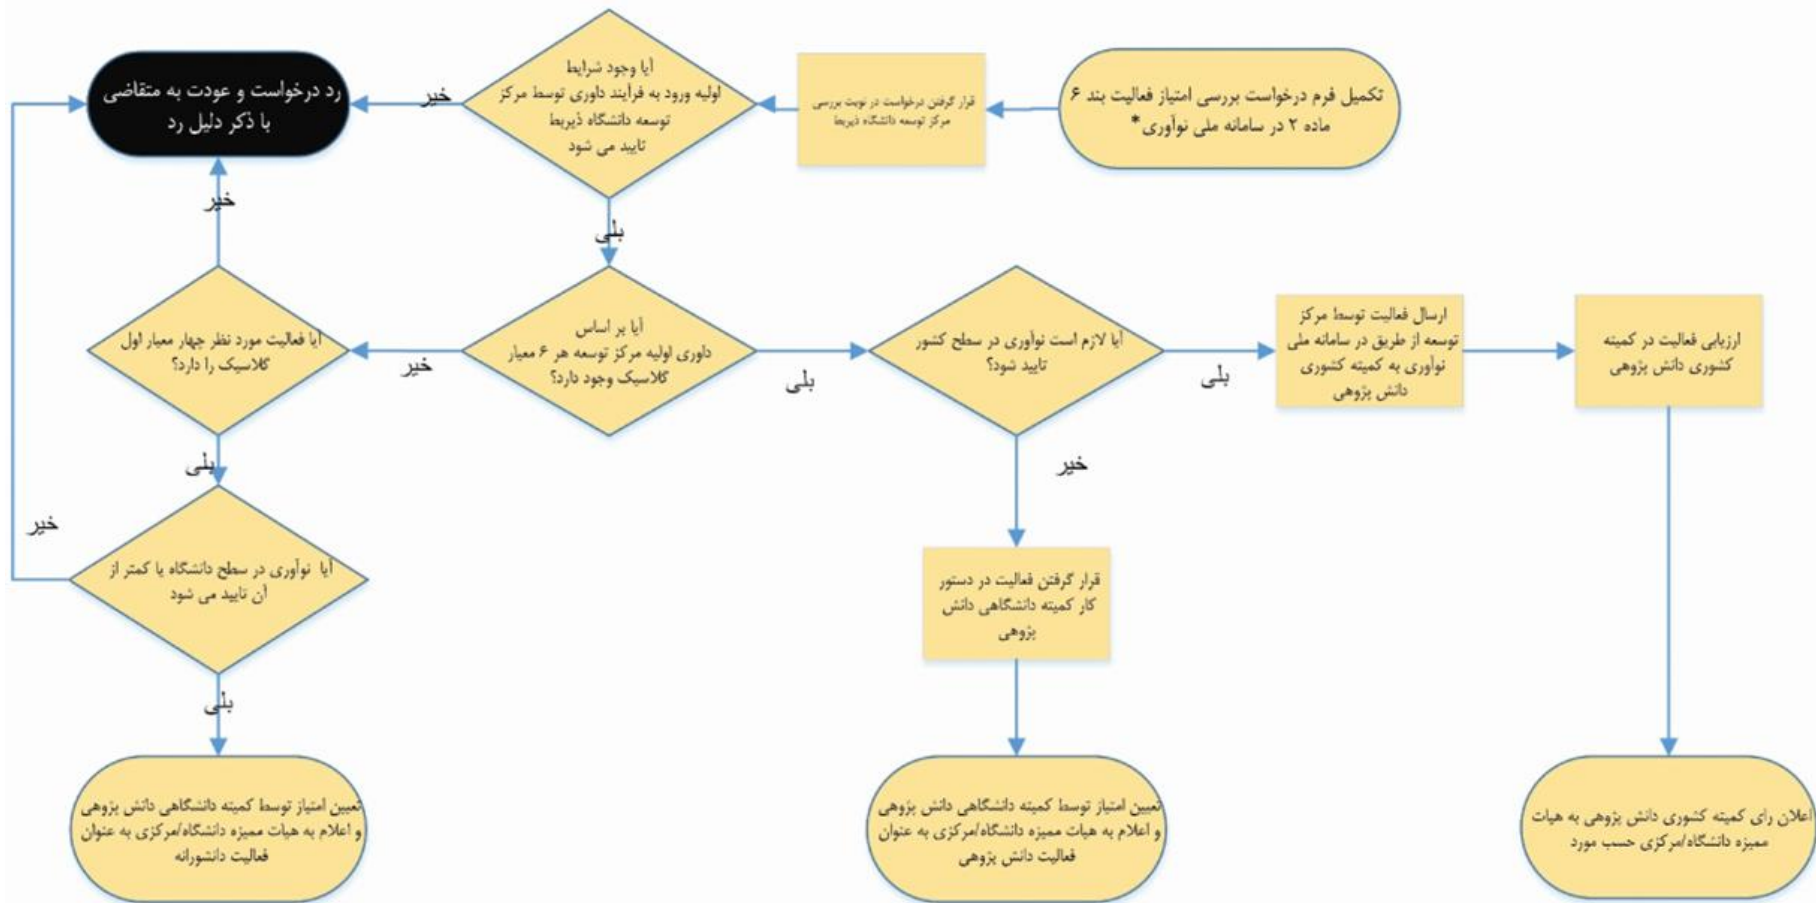 تکمیل فرم درخواست بررسی امتیاز فعالیت بند ۶
ماده ۲ در سامانه ملی نوآوری*
قرار گرفتن درخواست در نوبت بررسی
مرکز توسعه دانشگاه ذیربط
آیا وجود شرایط
اولیه ورود به فرآیند داوری توسط مرکز
توسعه دانشگاه ذیربط
تایید می شود
خیر
رد درخواست و عودت به متقاضی
با ذکر دلیل رد
خیر
بلی
آیا بر اساس
داوری اولیه مرکز توسعه هر ۶ معیار
گلاسیک وجود دارد؟
خیر
آیا فعالیت مورد نظر چهار معیار اول
گلاسیک را دارد؟
بلی
آیا لازم است نوآوری در سطح کشور
تایید شود؟
بلی
ارسال فعالیت توسط مرکز
توسعه از طریق در سامانه ملی
نوآوری به کمیته کشوری
دانش پژوهی
ارزیابی فعالیت در کمیته
کشوری دانش پژوهی
بلی
خیر
خیر
آیا نوآوری در سطح دانشگاه یا کمتر از
آن تایید می شود
قرار گرفتن فعالیت در دستور
کار کمیته دانشگاهی دانش
پژوهی
بلی
اعلان رای کمیته کشوری دانش پژوهی به هیات
ممیزه دانشگاه/مرکزی حسب مورد
تعیین امتیاز توسط کمیته دانشگاهی دانش پژوهی
و اعلام به هیات ممیزه دانشگاه/مرکزی به عنوان
فعالیت دانش پژوهی
تعیین امتیاز توسط کمیته دانشگاهی دانش پژوهی
و اعلام به هیات ممیزه دانشگاه/مرکزی به عنوان
فعالیت دانشورانه